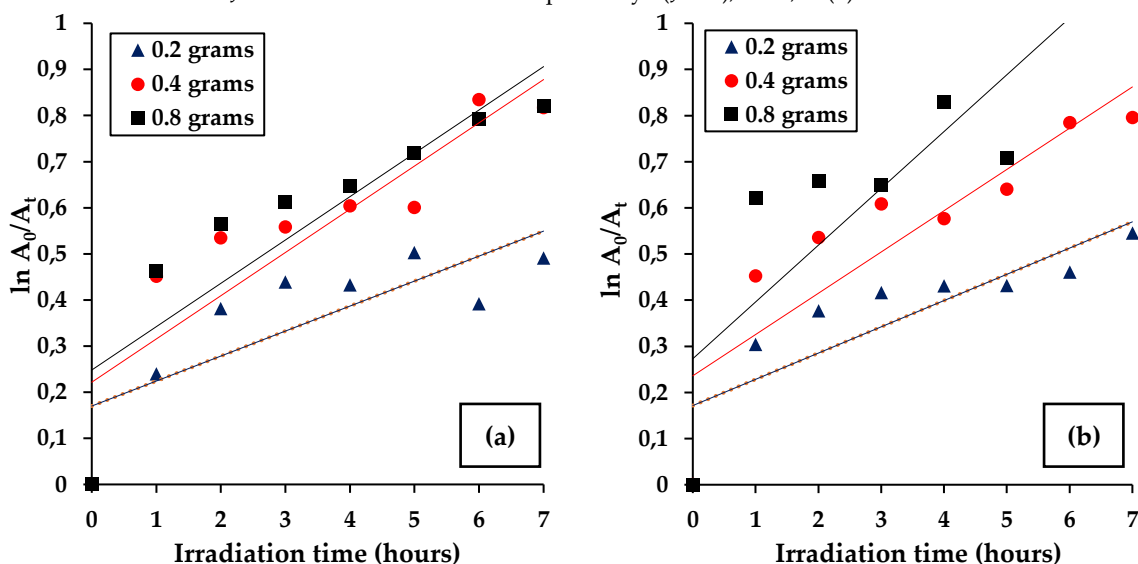 1
0,9
0,8
0,7
0,6
0,5
0,4
0,3
0,2
0,1
0
ln A0/At
0.2 grams
0.4 grams
0.8 grams
(a)
0 1 2 3 4 5 6 7
Irradiation time (hours)
1
0,9
0,8
0,7
0,6
0,5
0,4
0,3
0,2
0,1
0
ln A0/At
0.2 grams
0.4 grams
0.8 grams
(b)
0 1 2 3 4 5 6 7
Irradiation time (hours)